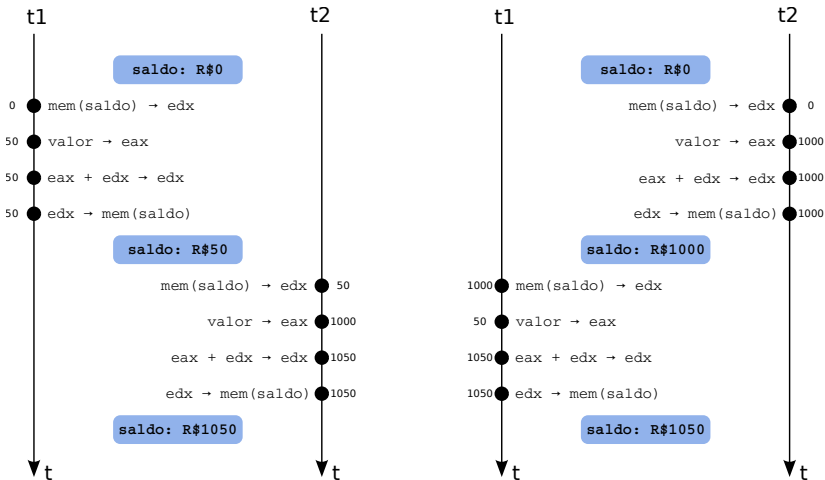 t1
t2
saldo: R$0
0 mem(saldo) → edx
50 valor → eax
50 eax + edx → edx
50 edx → mem(saldo)
saldo: R$50
mem(saldo) → edx 50
valor → eax 1000
eax + edx → edx 1050
edx → mem(saldo) 1050
saldo: R$1050
t
t
t1
t2
saldo: R$0
mem(saldo) → edx 0
valor → eax 1000
eax + edx → edx 1000
edx → mem(saldo) 1000
saldo: R$1000
1000 mem(saldo) → edx
50 valor → eax
1050 eax + edx → edx
1050 edx → mem(saldo)
saldo: R$1050
t
t